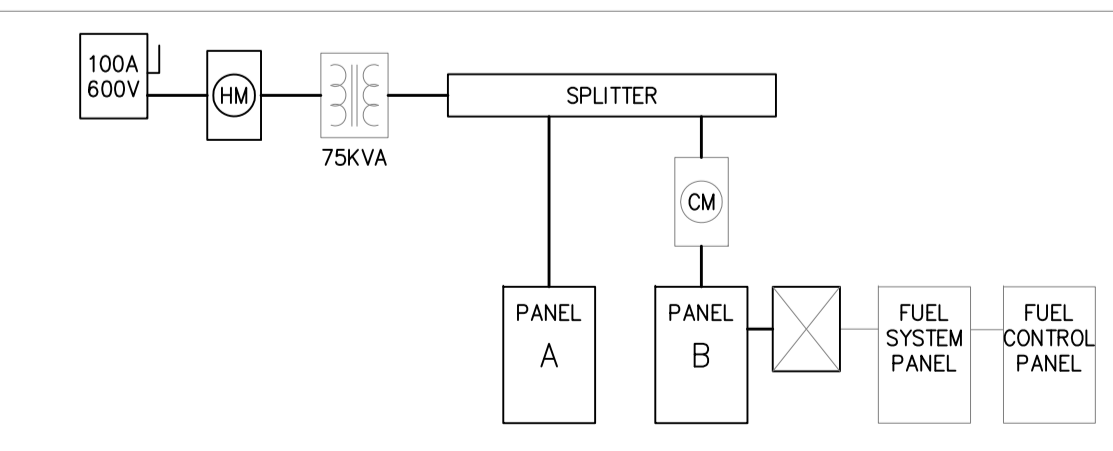 100A
600V
HM
75KVA
SPLITTER
CM
PANEL
A
PANEL
B
FUEL
SYSTEM
PANEL
FUEL
CONTROL
PANEL